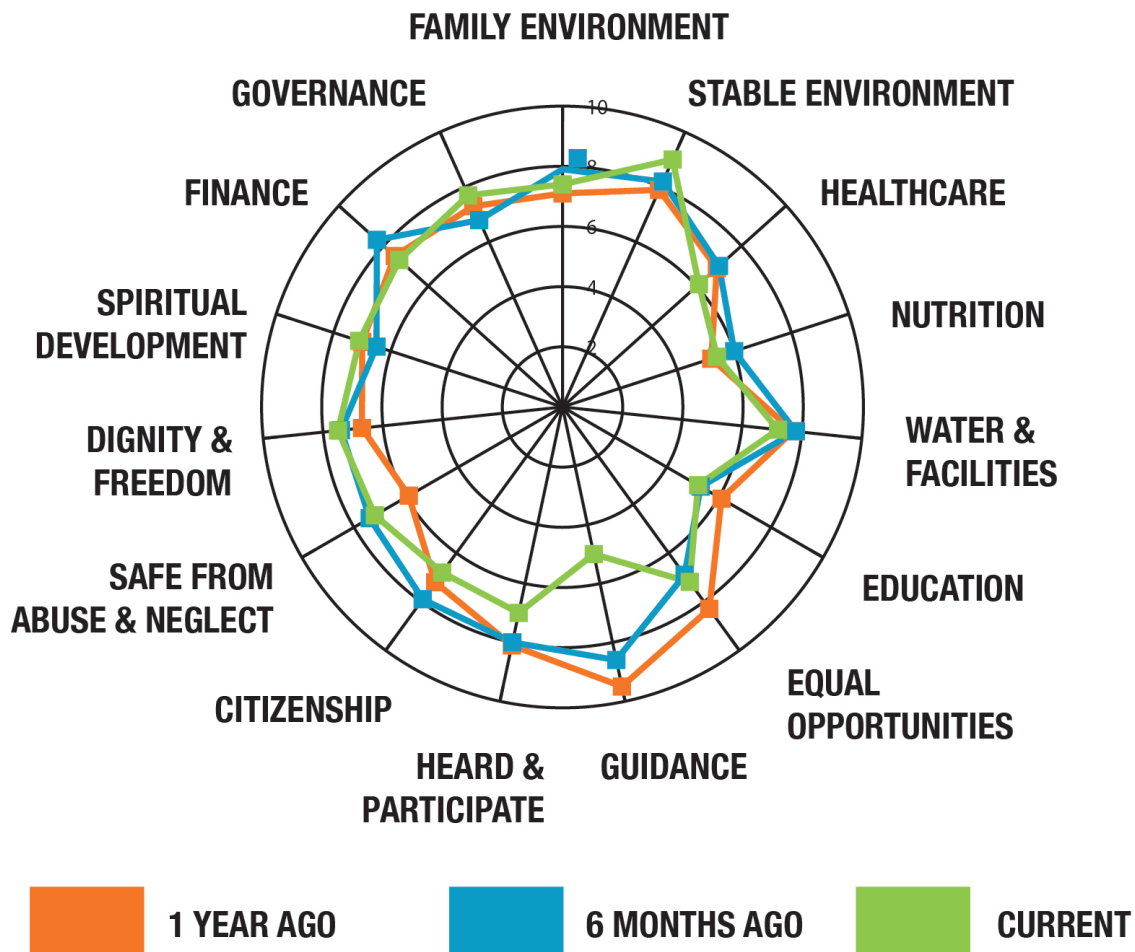 FAMILY ENVIRONMENT
GOVERNANCE
STABLE ENVIRONMENT
10
FINANCE
8
HEALTHCARE
6
SPIRITUAL
DEVELOPMENT
4
NUTRITION
2
DIGNITY &
FREEDOM
WATER &
FACILITIES
SAFE FROM
ABUSE & NEGLECT
EDUCATION
CITIZENSHIP
EQUAL
OPPORTUNITIES
HEARD &
PARTICIPATE
GUIDANCE
1 YEAR AGO
6 MONTHS AGO
CURRENT